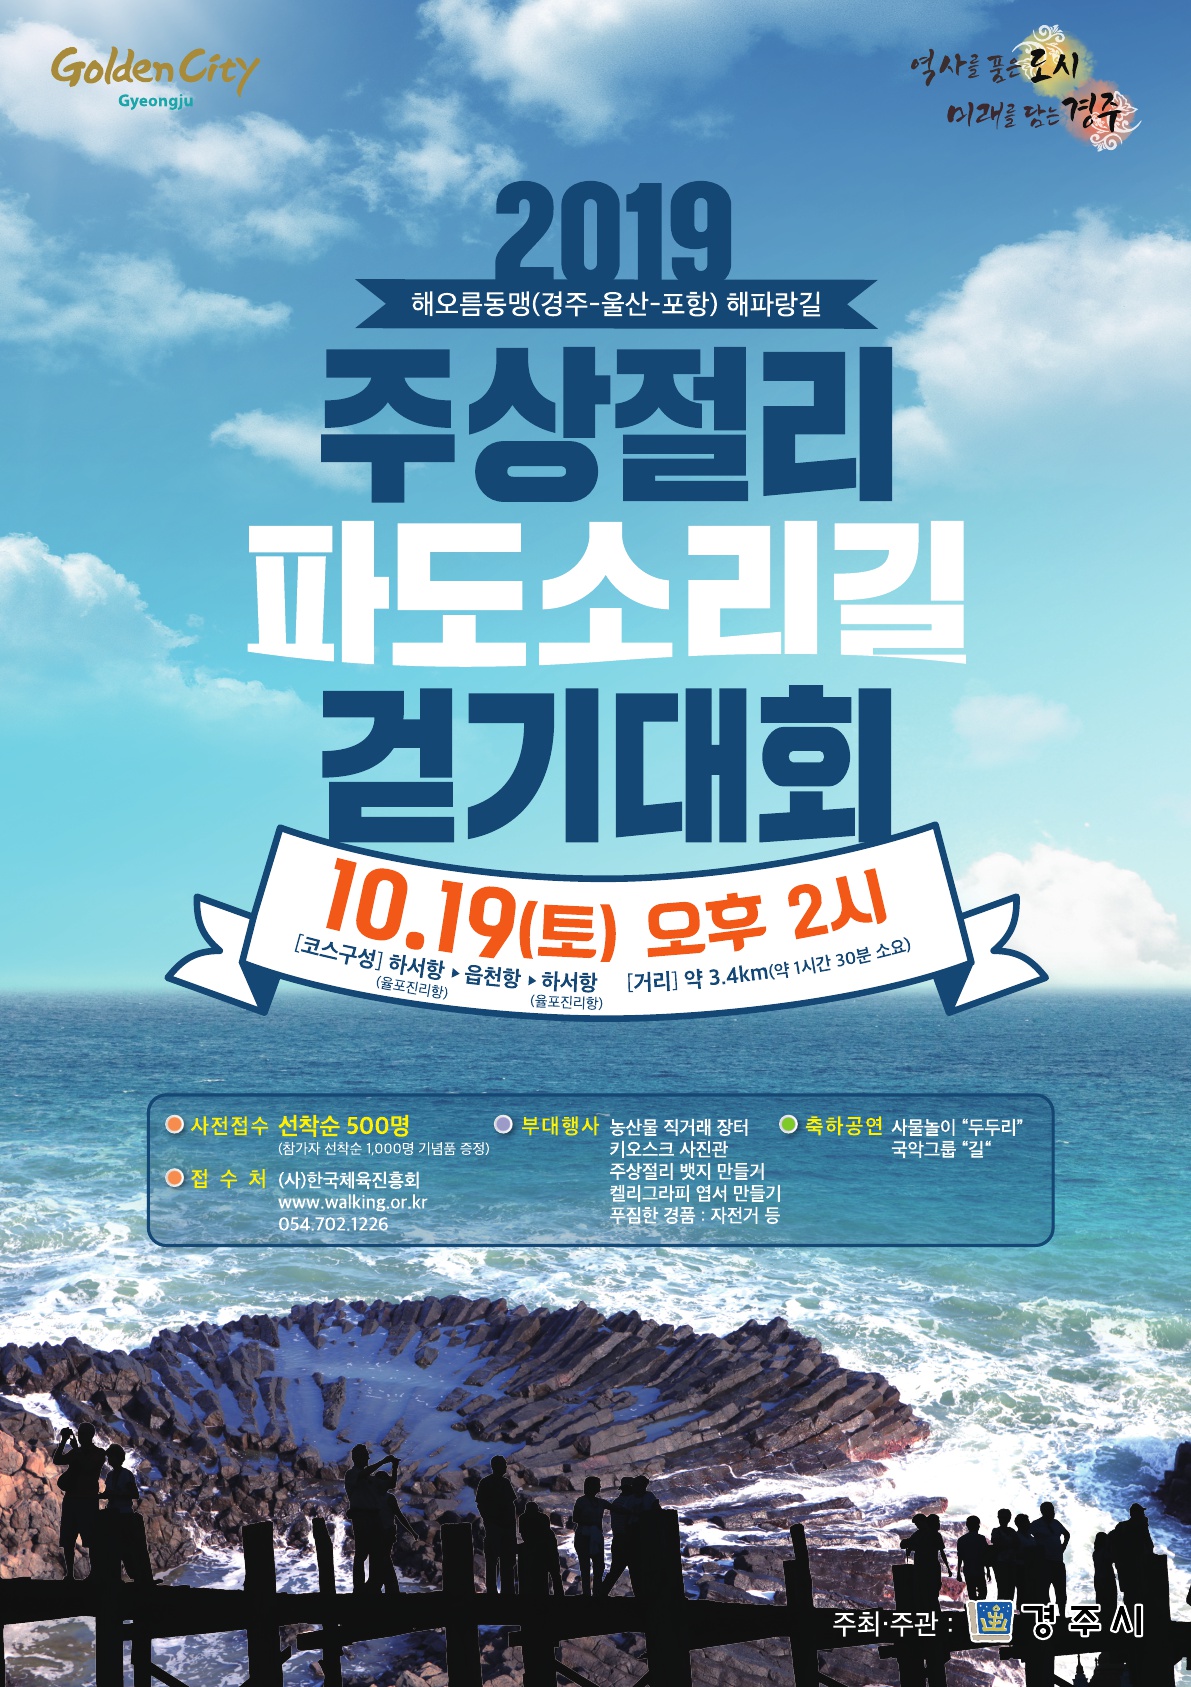 Golden City
Gyeongju
역사를 품은 도시
미래를 담는 경주
2019
해오름동맹(경주-울산-포항) 해파랑길
주상절리
파도소리길
걷기대회
10.19(토) 오후 2시
[코스구성] 하서항 ▶ 읍천항 ▶ 하서항 [거리] 약 3.4km(약 1시간 30분 소요)
(율포진리항) (율포진리항)
사전접수 선착순 500명
(참가자 선착순 1,000명 기념품 증정)
접 수 처 (사)한국체육진흥회
www.walking.or.kr
054.702.1226
부대행사 농산물 직거래 장터
키오스크 사진관
주상절리 뱃지 만들기
켈리그라피 엽서 만들기
푸짐한 경품 : 자전거 등
축하공연 사물놀이 “두두리”
국악그룹 “길“
주최·주관 : 경주시